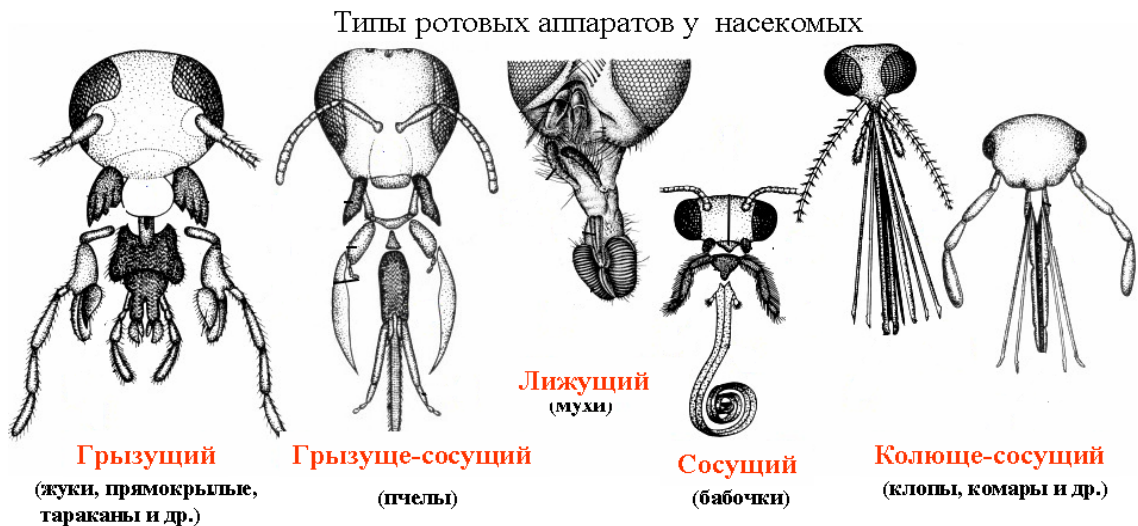 Типы ротовых аппаратов у насекомых
Лижущий
(мухи)
Грызущий
(жуки, прямокрылые,
тараканы и др.)
Грызуще-сосущий
(пчелы)
Сосущий
(бабочки)
Колюще-сосущий
(клопы, комары и др.)